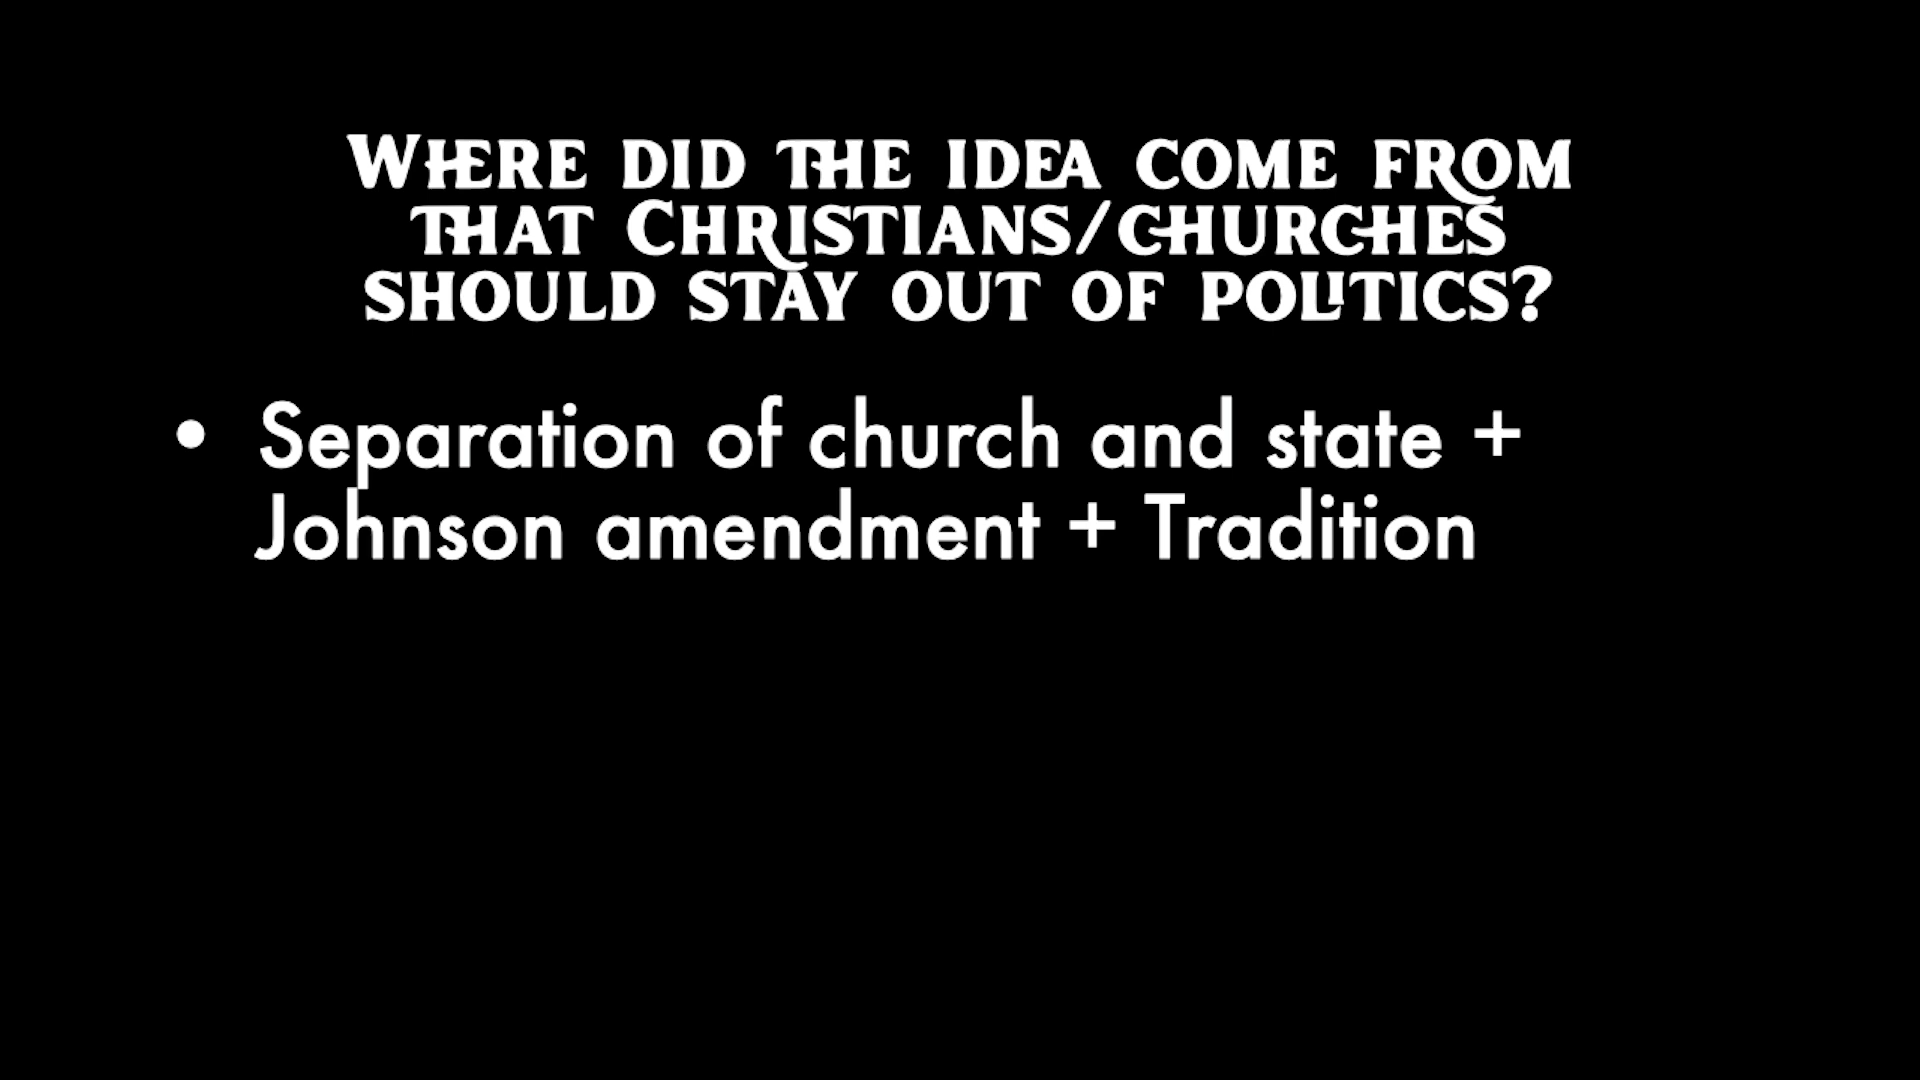 Where did the idea come from
that Christians/churches
should stay out of politics?
• Separation of church and state +
Johnson amendment + Tradition